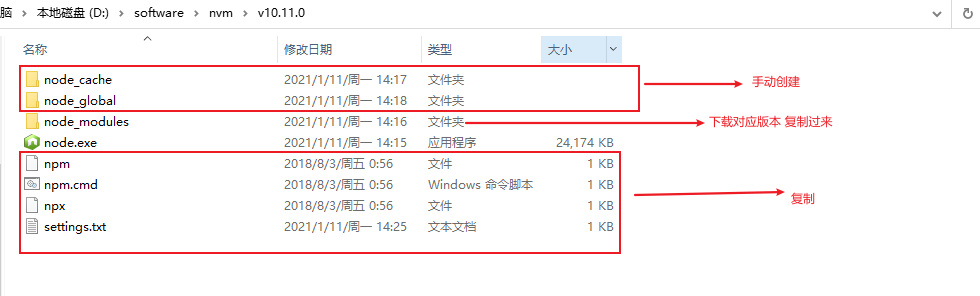 脑 › 本地磁盘 (D:) › software › nvm › v10.11.0
名称 修改日期 类型 大小
node_cache 2021/1/11/周一 14:17 文件夹
手动创建
node_global 2021/1/11/周一 14:18 文件夹
node_modules 2021/1/11/周一 14:16 文件夹 下载对应版本 复制过来
node.exe 2021/1/11/周一 14:15 应用程序 24,174 KB
npm 2018/8/3/周五 0:56 文件 1 KB
npm.cmd 2018/8/3/周五 0:56 Windows 命令脚本 1 KB
复制
npx 2018/8/3/周五 0:56 文件 1 KB
settings.txt 2021/1/11/周一 14:25 文本文档 1 KB